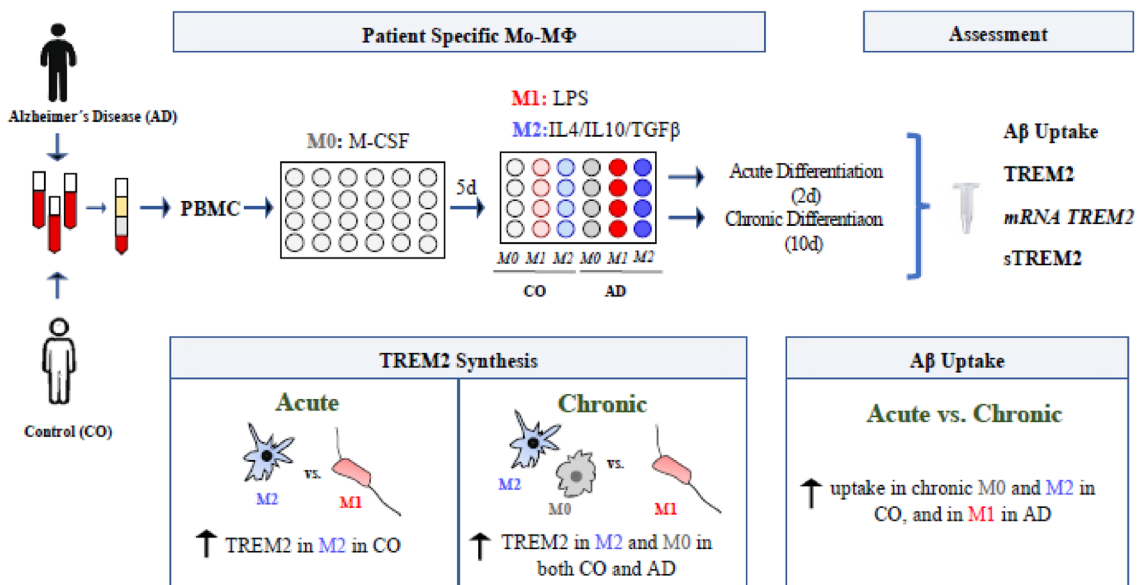 Patient Specific Mo-MΦ
Assessment
Alzheimer's Disease (AD)
M0: M-CSF
M1: LPS
M2:IL4/IL10/TGFβ
PBMC
5d
Acute Differentiation
(2d)
Chronic Differentiaon
(10d)
M0 M1 M2 M0 M1 M2
CO AD
Aβ Uptake
TREM2
mRNA TREM2
sTREM2
Control (CO)
TREM2 Synthesis
Acute
M2
vs.
M1
TREM2 in M2 in CO
Chronic
M2
M0
vs.
M1
TREM2 in M2 and M0 in
both CO and AD
Aβ Uptake
Acute vs. Chronic
uptake in chronic M0 and M2 in
CO, and in M1 in AD